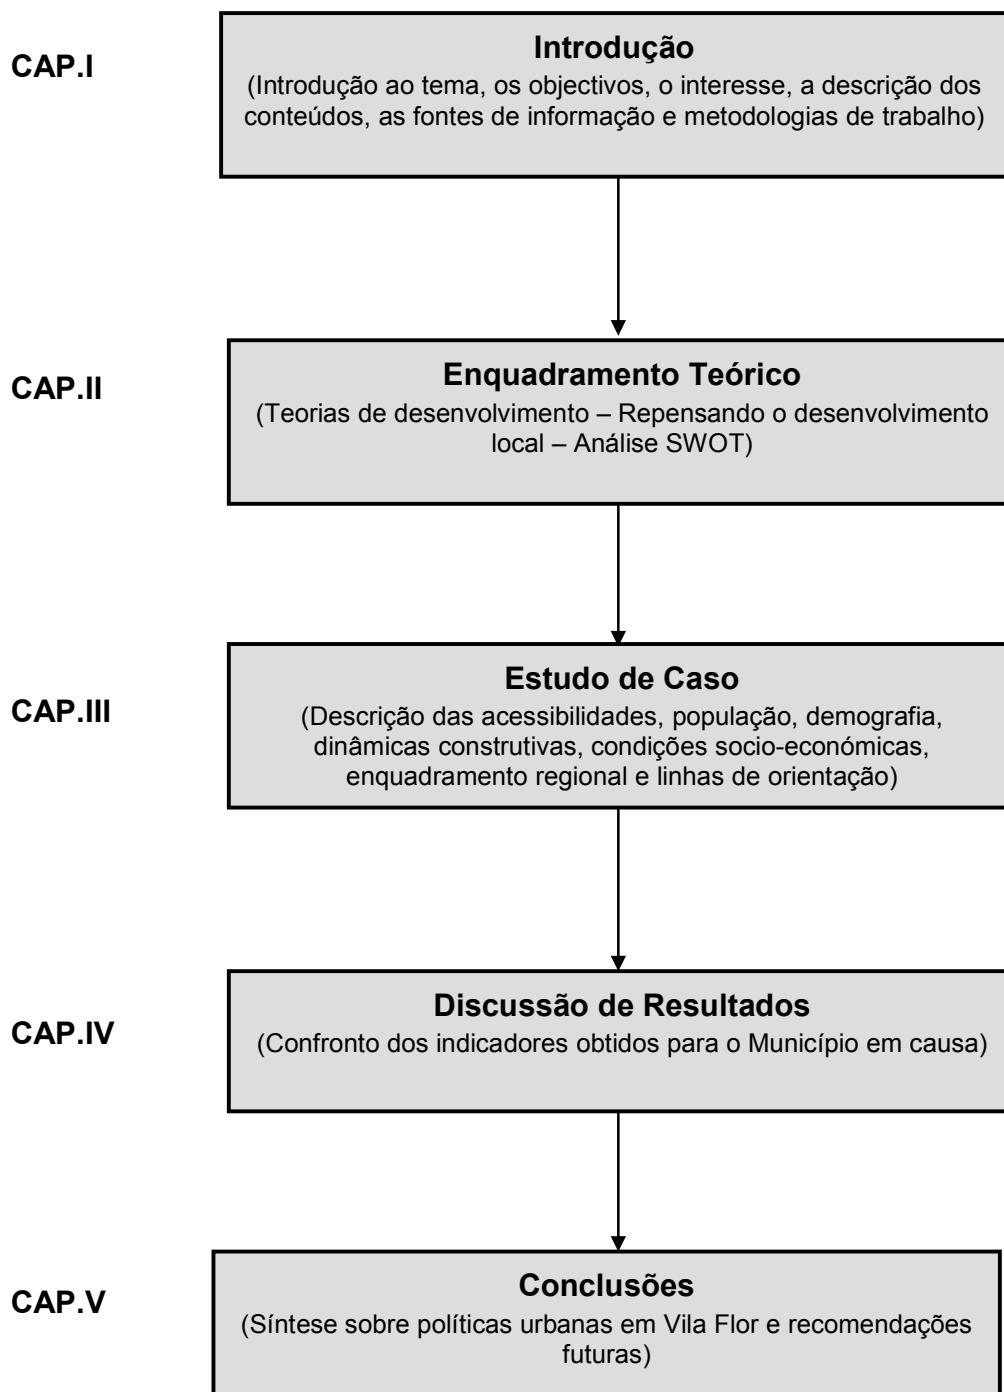 CAP.I
Introdução
(Introdução ao tema, os objectivos, o interesse, a descrição dos
conteúdos, as fontes de informação e metodologias de trabalho)
CAP.II
Enquadramento Teórico
(Teorias de desenvolvimento – Repensando o desenvolvimento
local – Análise SWOT)
CAP.III
Estudo de Caso
(Descrição das acessibilidades, população, demografia,
dinâmicas construtivas, condições socio-económicas,
enquadramento regional e linhas de orientação)
CAP.IV
Discussão de Resultados
(Confronto dos indicadores obtidos para o Município em causa)
CAP.V
Conclusões
(Síntese sobre políticas urbanas em Vila Flor e recomendações
futuras)